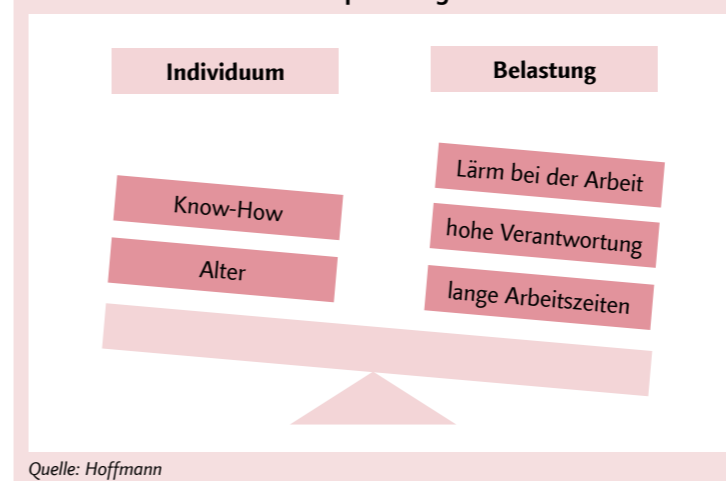 Individuum
Belastung
Know-How
Alter
Lärm bei der Arbeit
hohe Verantwortung
lange Arbeitszeiten
Quelle: Hoffmann